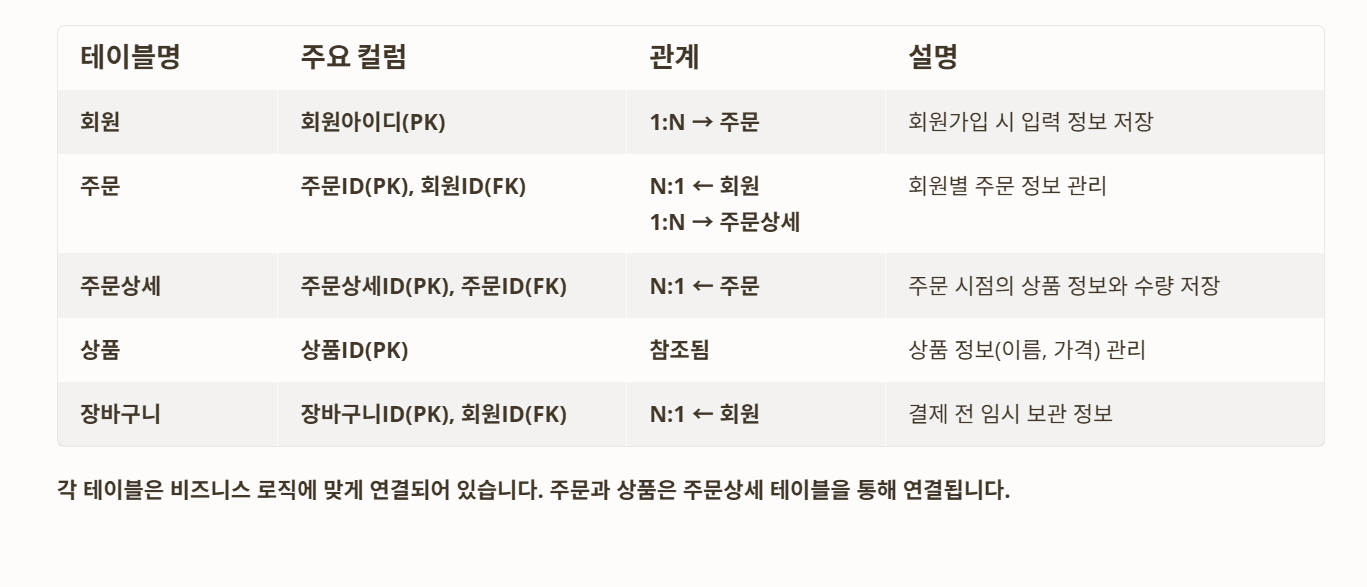 테이블명 주요 컬럼 관계 설명
회원 회원아이디(PK) 1:N → 주문 회원가입 시 입력 정보 저장
주문 주문ID(PK), 회원ID(FK) N:1 ← 회원 회원별 주문 정보 관리
1:N → 주문상세
주문상세 주문상세ID(PK), 주문ID(FK) N:1 ← 주문 주문 시점의 상품 정보와 수량 저장
상품 상품ID(PK) 참조됨 상품 정보(이름, 가격) 관리
장바구니 장바구니ID(PK), 회원ID(FK) N:1 ← 회원 결제 전 임시 보관 정보
각 테이블은 비즈니스 로직에 맞게 연결되어 있습니다. 주문과 상품은 주문상세 테이블을 통해 연결됩니다.